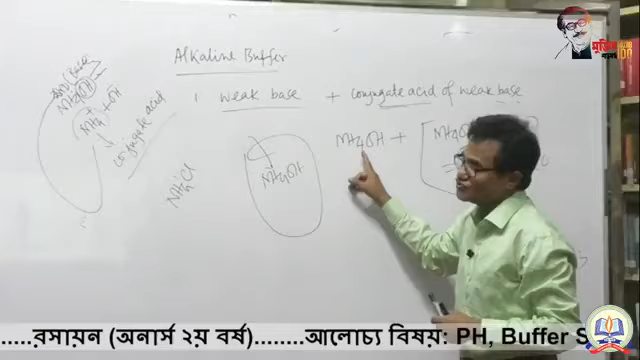 Alkaline Buffer
weak base + conjugate acid of weak base
NH4OH +
NH4OH
NH4Cl
conjugate acid
NH4 + OH
মুজিব
100
.....রসায়ন (অনার্স ২য় বর্ষ)........আলোচ্য বিষয়: PH, Buffer S